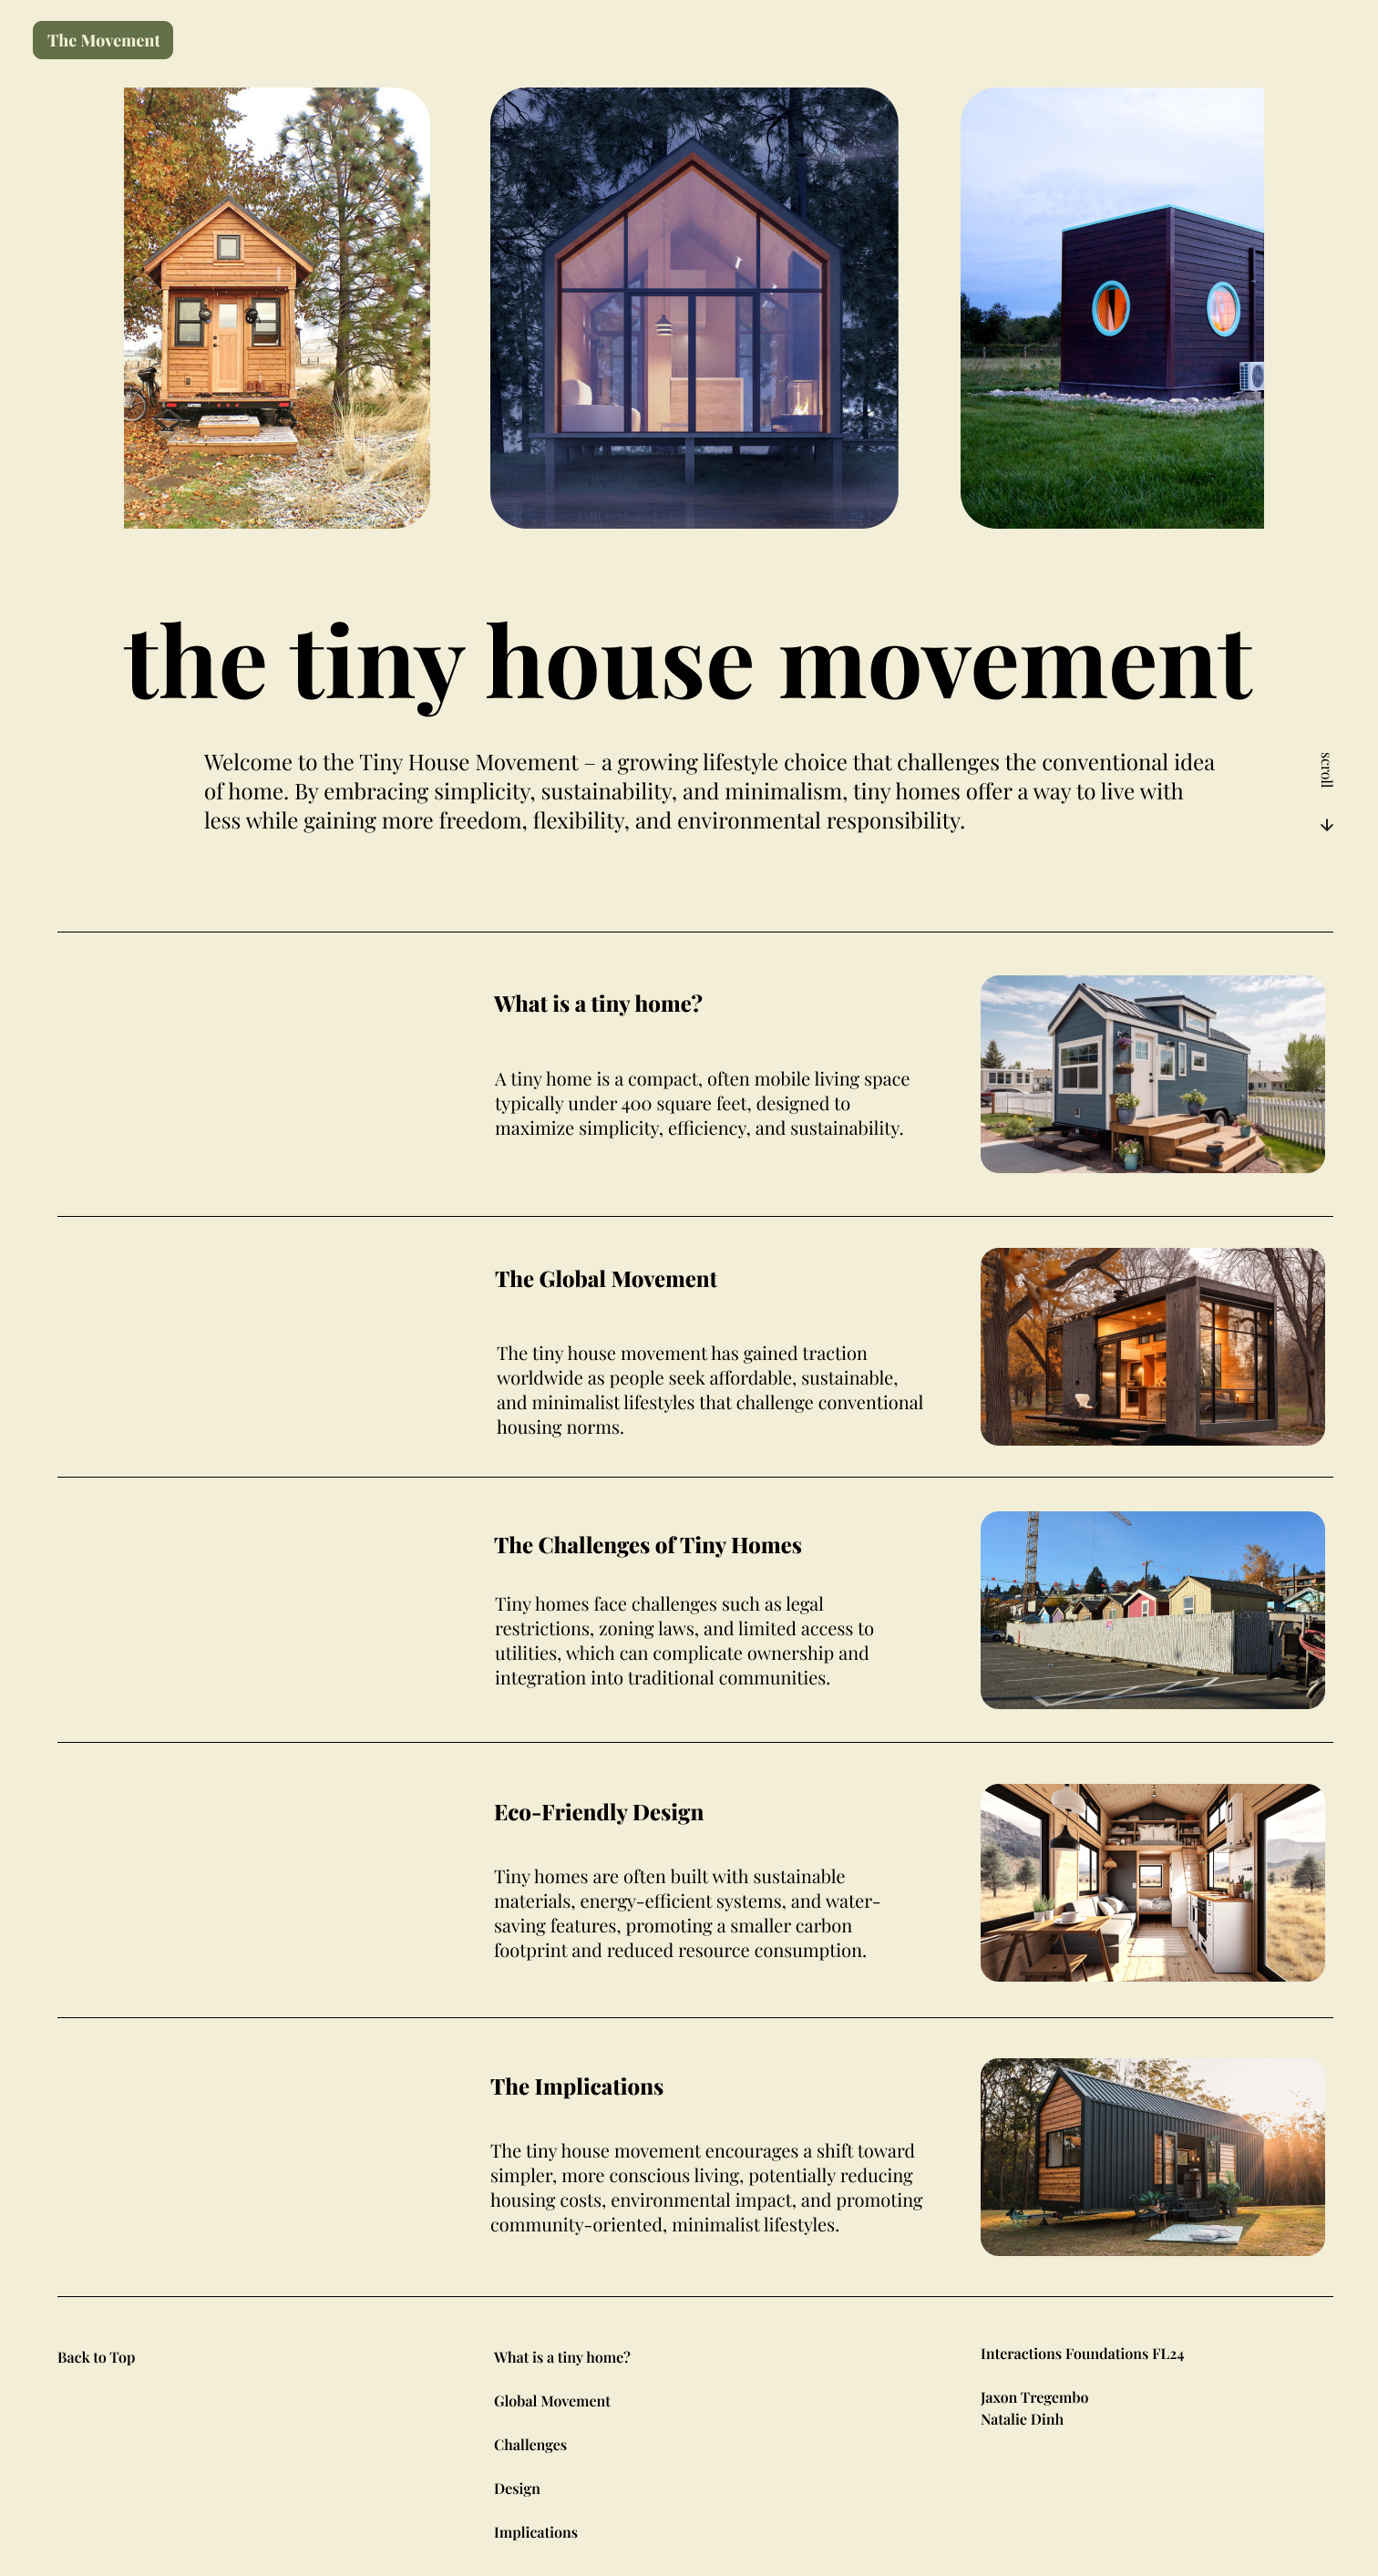 The Movement
the tiny house movement
Welcome to the Tiny House Movement – a growing lifestyle choice that challenges the conventional idea
of home. By embracing simplicity, sustainability, and minimalism, tiny homes offer a way to live with
less while gaining more freedom, flexibility, and environmental responsibility.
scroll
What is a tiny home?
A tiny home is a compact, often mobile living space
typically under 400 square feet, designed to
maximize simplicity, efficiency, and sustainability.
The Global Movement
The tiny house movement has gained traction
worldwide as people seek affordable, sustainable,
and minimalist lifestyles that challenge conventional
housing norms.
The Challenges of Tiny Homes
Tiny homes face challenges such as legal
restrictions, zoning laws, and limited access to
utilities, which can complicate ownership and
integration into traditional communities.
Eco-Friendly Design
Tiny homes are often built with sustainable
materials, energy-efficient systems, and water-
saving features, promoting a smaller carbon
footprint and reduced resource consumption.
The Implications
The tiny house movement encourages a shift toward
simpler, more conscious living, potentially reducing
housing costs, environmental impact, and promoting
community-oriented, minimalist lifestyles.
Back to Top
What is a tiny home?
Global Movement
Challenges
Design
Implications
Interactions Foundations FL24
Jaxon Tregembo
Natalie Dinh